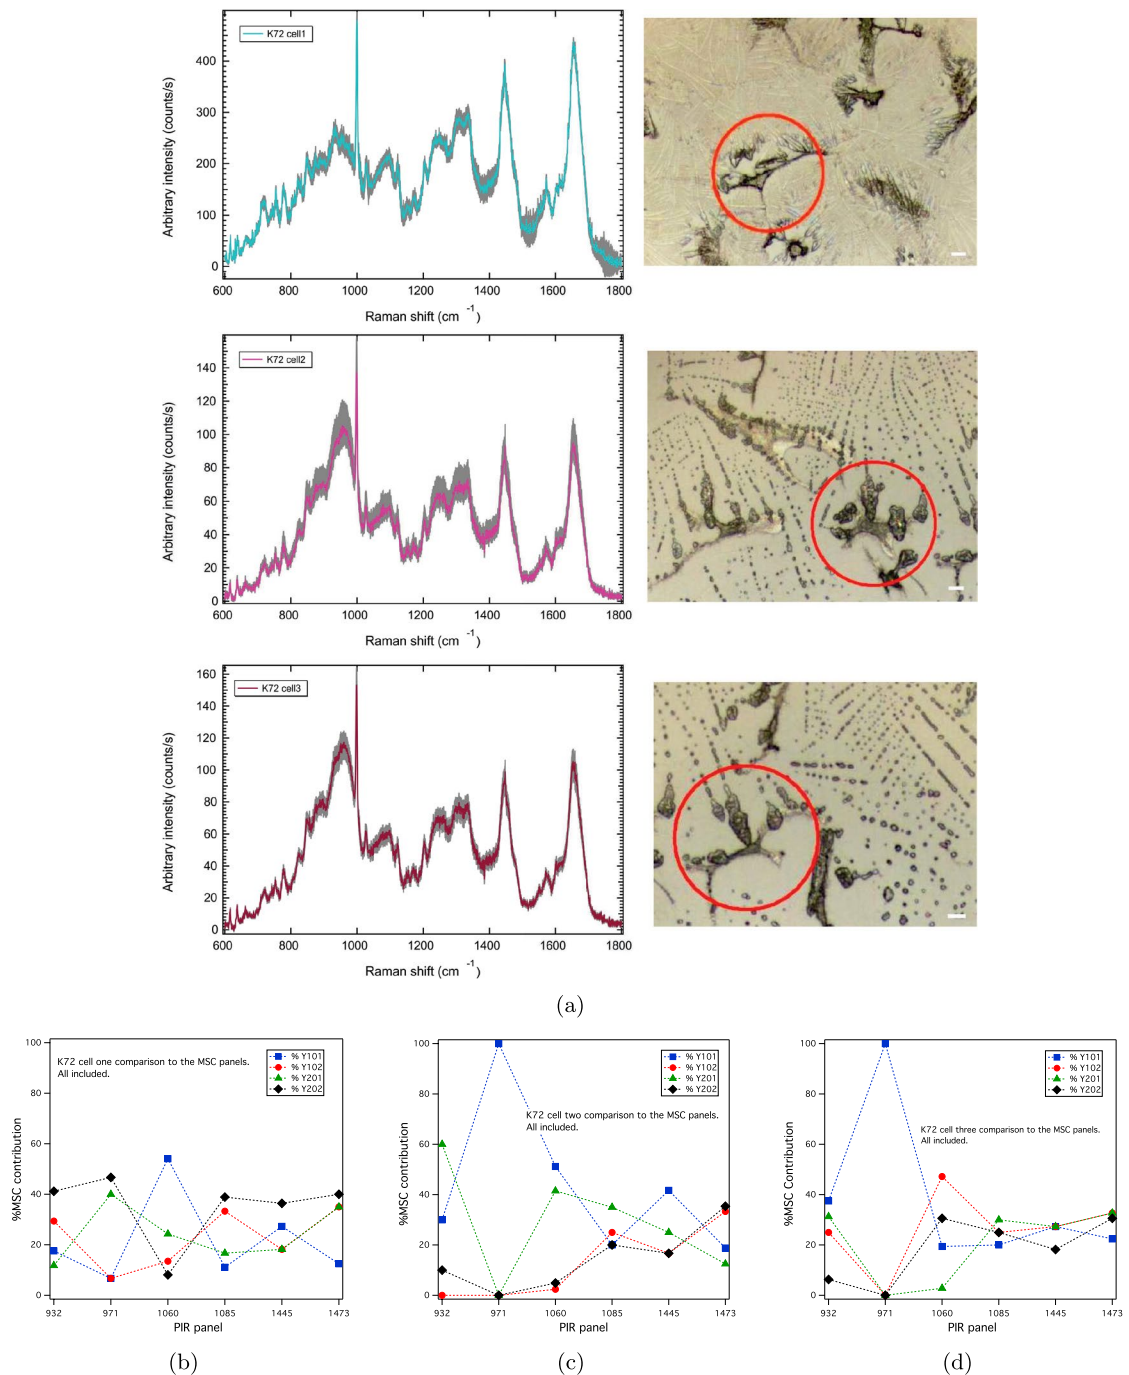 K72 cell1
Arbitrary intensity (counts/s)
400
300
200
100
0
600 800 1000 1200 1400 1600 1800
Raman shift (cm -1)
K72 cell2
Arbitrary intensity (counts/s)
140
120
100
80
60
40
20
0
600 800 1000 1200 1400 1600 1800
Raman shift (cm -1)
K72 cell3
Arbitrary intensity (counts/s)
160
140
120
100
80
60
40
20
0
600 800 1000 1200 1400 1600 1800
Raman shift (cm -1)
(a)
%MSC contribution
100
80
60
40
20
0
K72 cell one comparison to the MSC panels.
All included.
% Y101
% Y102
% Y201
% Y202
932 971 1060 1085 1445 1473
PIR panel
(b)
%MSC contribution
100
80
60
40
20
0
% Y101
% Y102
% Y201
% Y202
K72 cell two comparison to the MSC panels.
All included.
932 971 1060 1085 1445 1473
PIR panel
(c)
%MSC Contribution
100
80
60
40
20
0
% Y101
% Y102
% Y201
% Y202
K72 cell three comparison to the MSC panels.
All included.
932 971 1060 1085 1445 1473
PIR panel
(d)